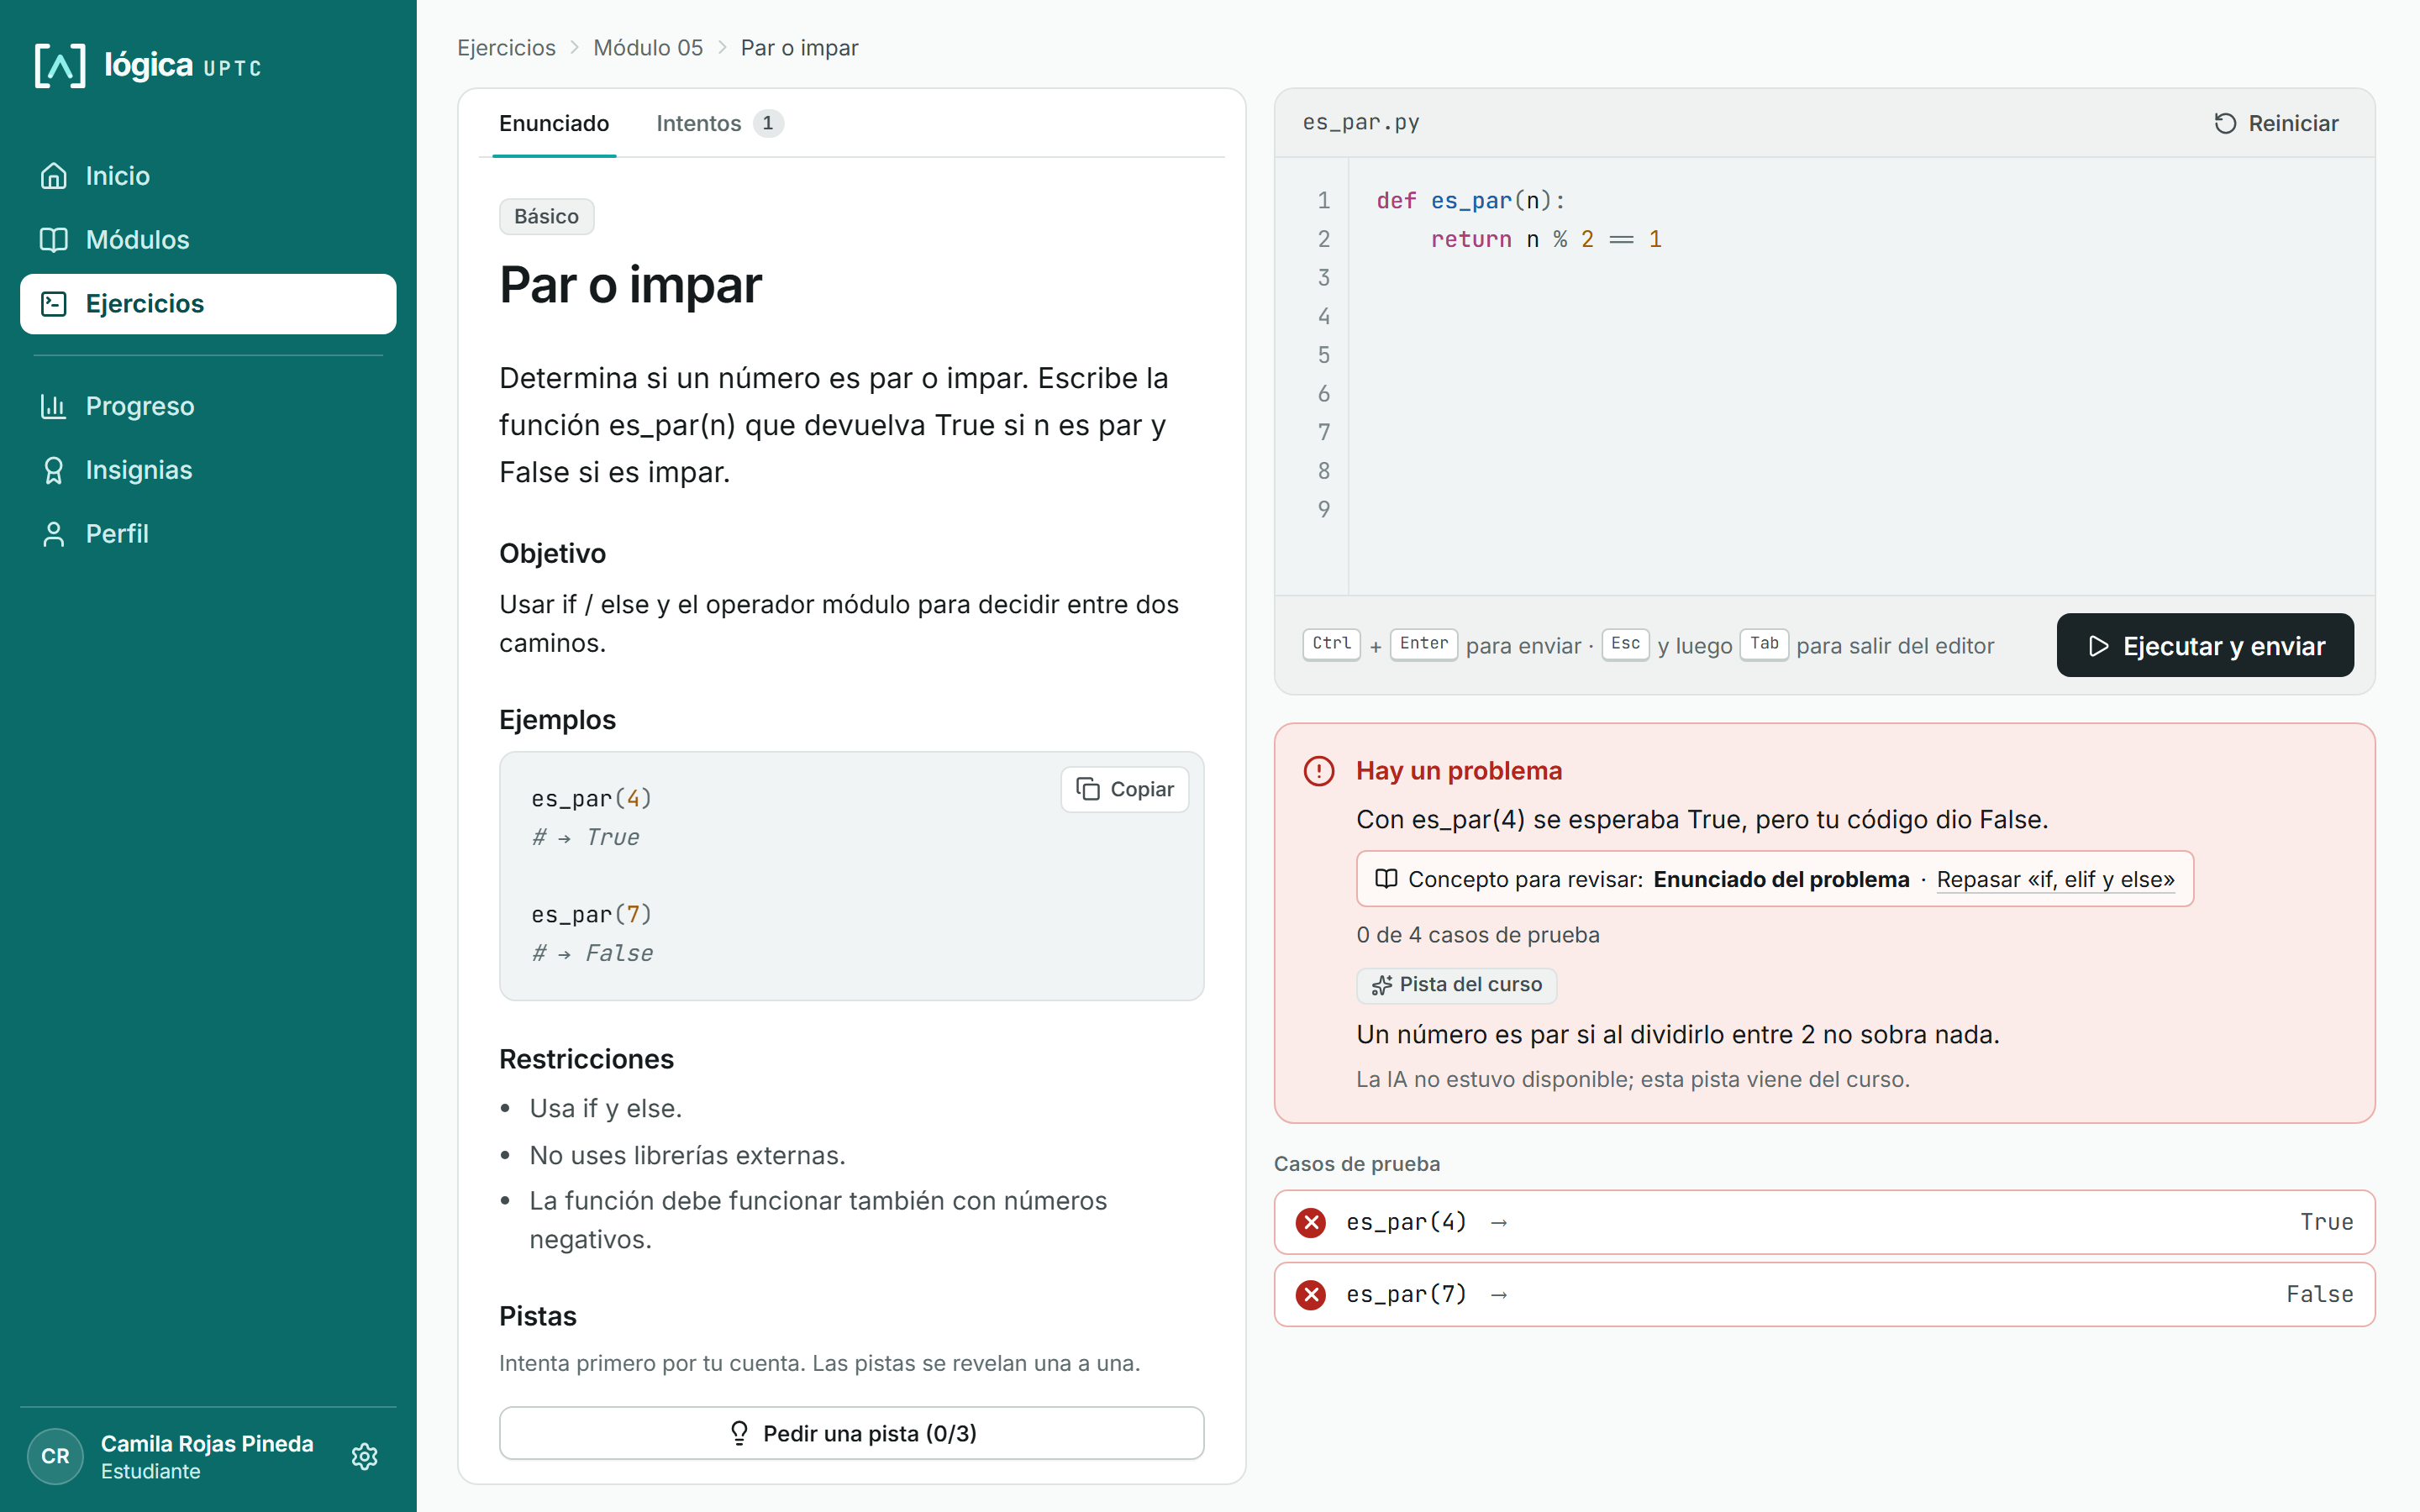 lógica UPTC
Inicio
Módulos
Ejercicios
Progreso
Insignias
Perfil
CR
Camila Rojas Pineda
Estudiante
Ejercicios > Módulo 05 > Par o impar
Enunciado
Intentos 1
Básico
Par o impar
Determina si un número es par o impar. Escribe la
función es_par(n) que devuelva True si n es par y
False si es impar.
Objetivo
Usar if / else y el operador módulo para decidir entre dos
caminos.
Ejemplos
Copiar
es_par(4)
# → True
es_par(7)
# → False
Restricciones
• Usa if y else.
• No uses librerías externas.
• La función debe funcionar también con números
negativos.
Pistas
Intenta primero por tu cuenta. Las pistas se revelan una a una.
Pedir una pista (0/3)
es_par.py
Reiniciar
1 def es_par(n):
2 return n % 2 == 1
3
4
5
6
7
8
9
Ctrl + Enter para enviar · Esc y luego Tab para salir del editor
Ejecutar y enviar
Hay un problema
Con es_par(4) se esperaba True, pero tu código dio False.
Concepto para revisar: Enunciado del problema · Repasar «if, elif y else»
0 de 4 casos de prueba
Pista del curso
Un número es par si al dividirlo entre 2 no sobra nada.
La IA no estuvo disponible; esta pista viene del curso.
Casos de prueba
es_par(4) → True
es_par(7) → False